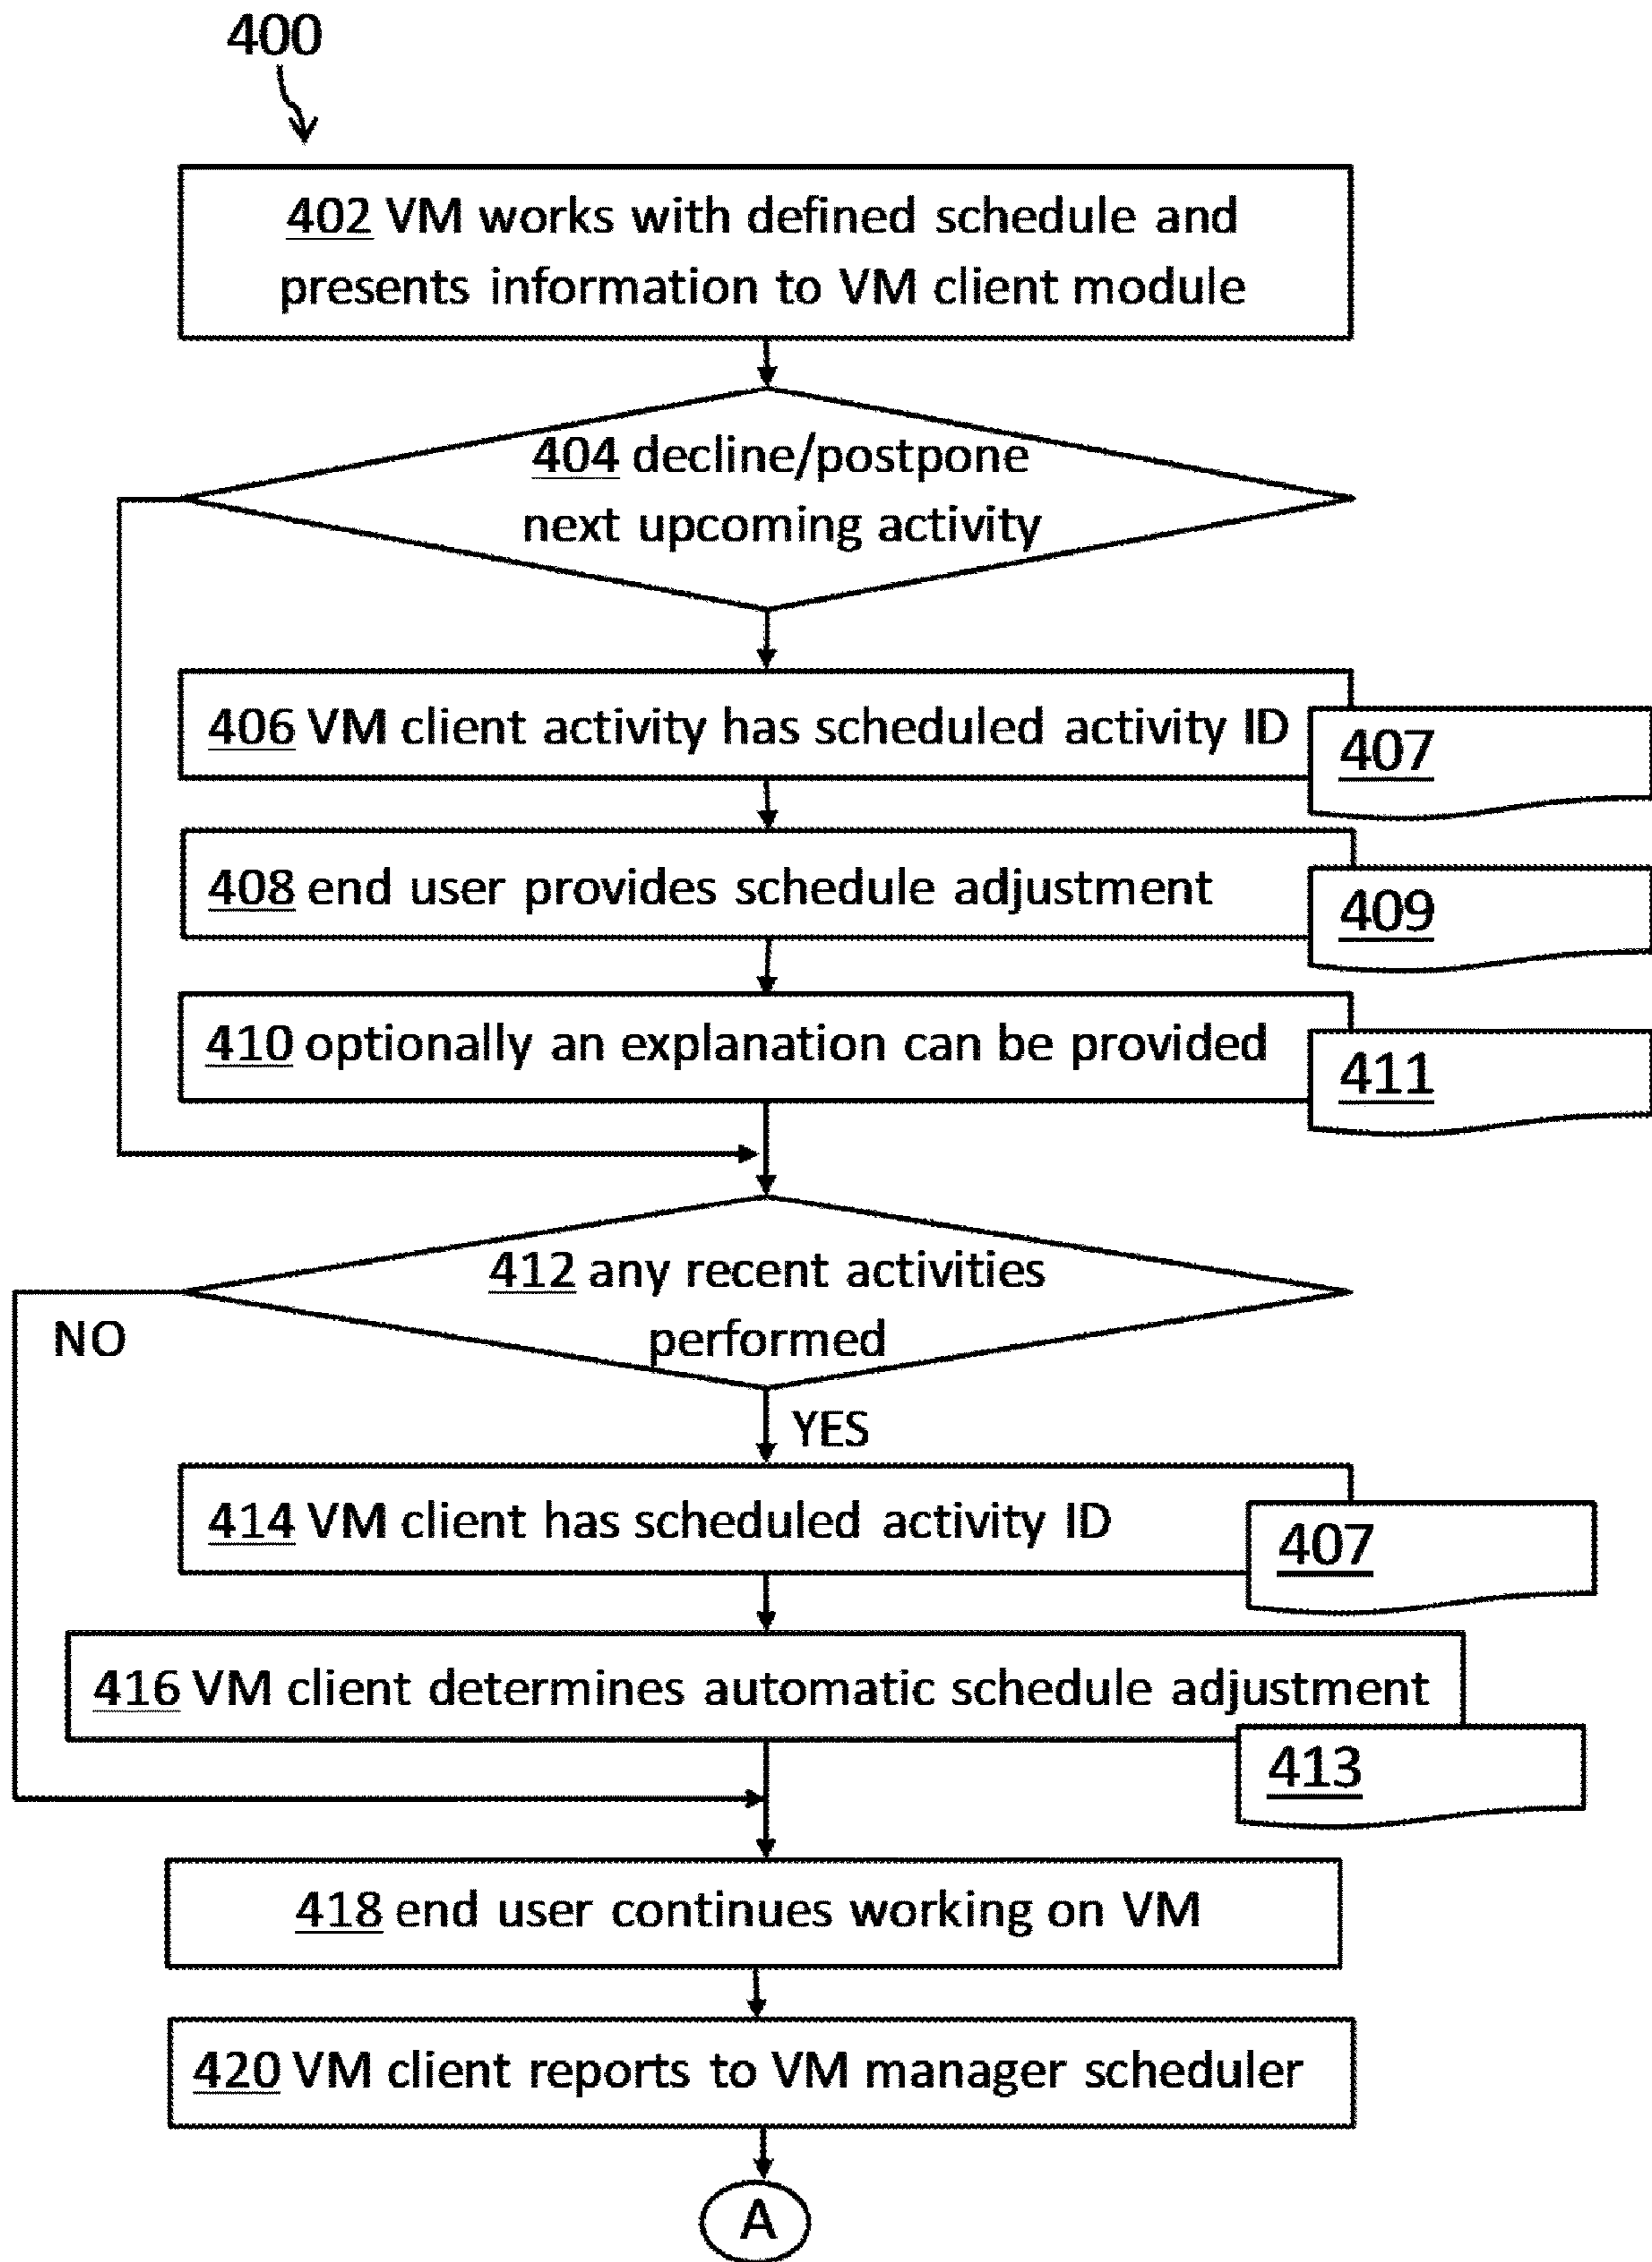 400
402 VM works with defined schedule and
presents information to VM client module
404 decline/postpone
next upcoming activity
406 VM client activity has scheduled activity ID
407
408 end user provides schedule adjustment
409
410 optionally an explanation can be provided
411
412 any recent activities
performed
NO
YES
414 VM client has scheduled activity ID
407
416 VM client determines automatic schedule adjustment
413
418 end user continues working on VM
420 VM client reports to VM manager scheduler
A